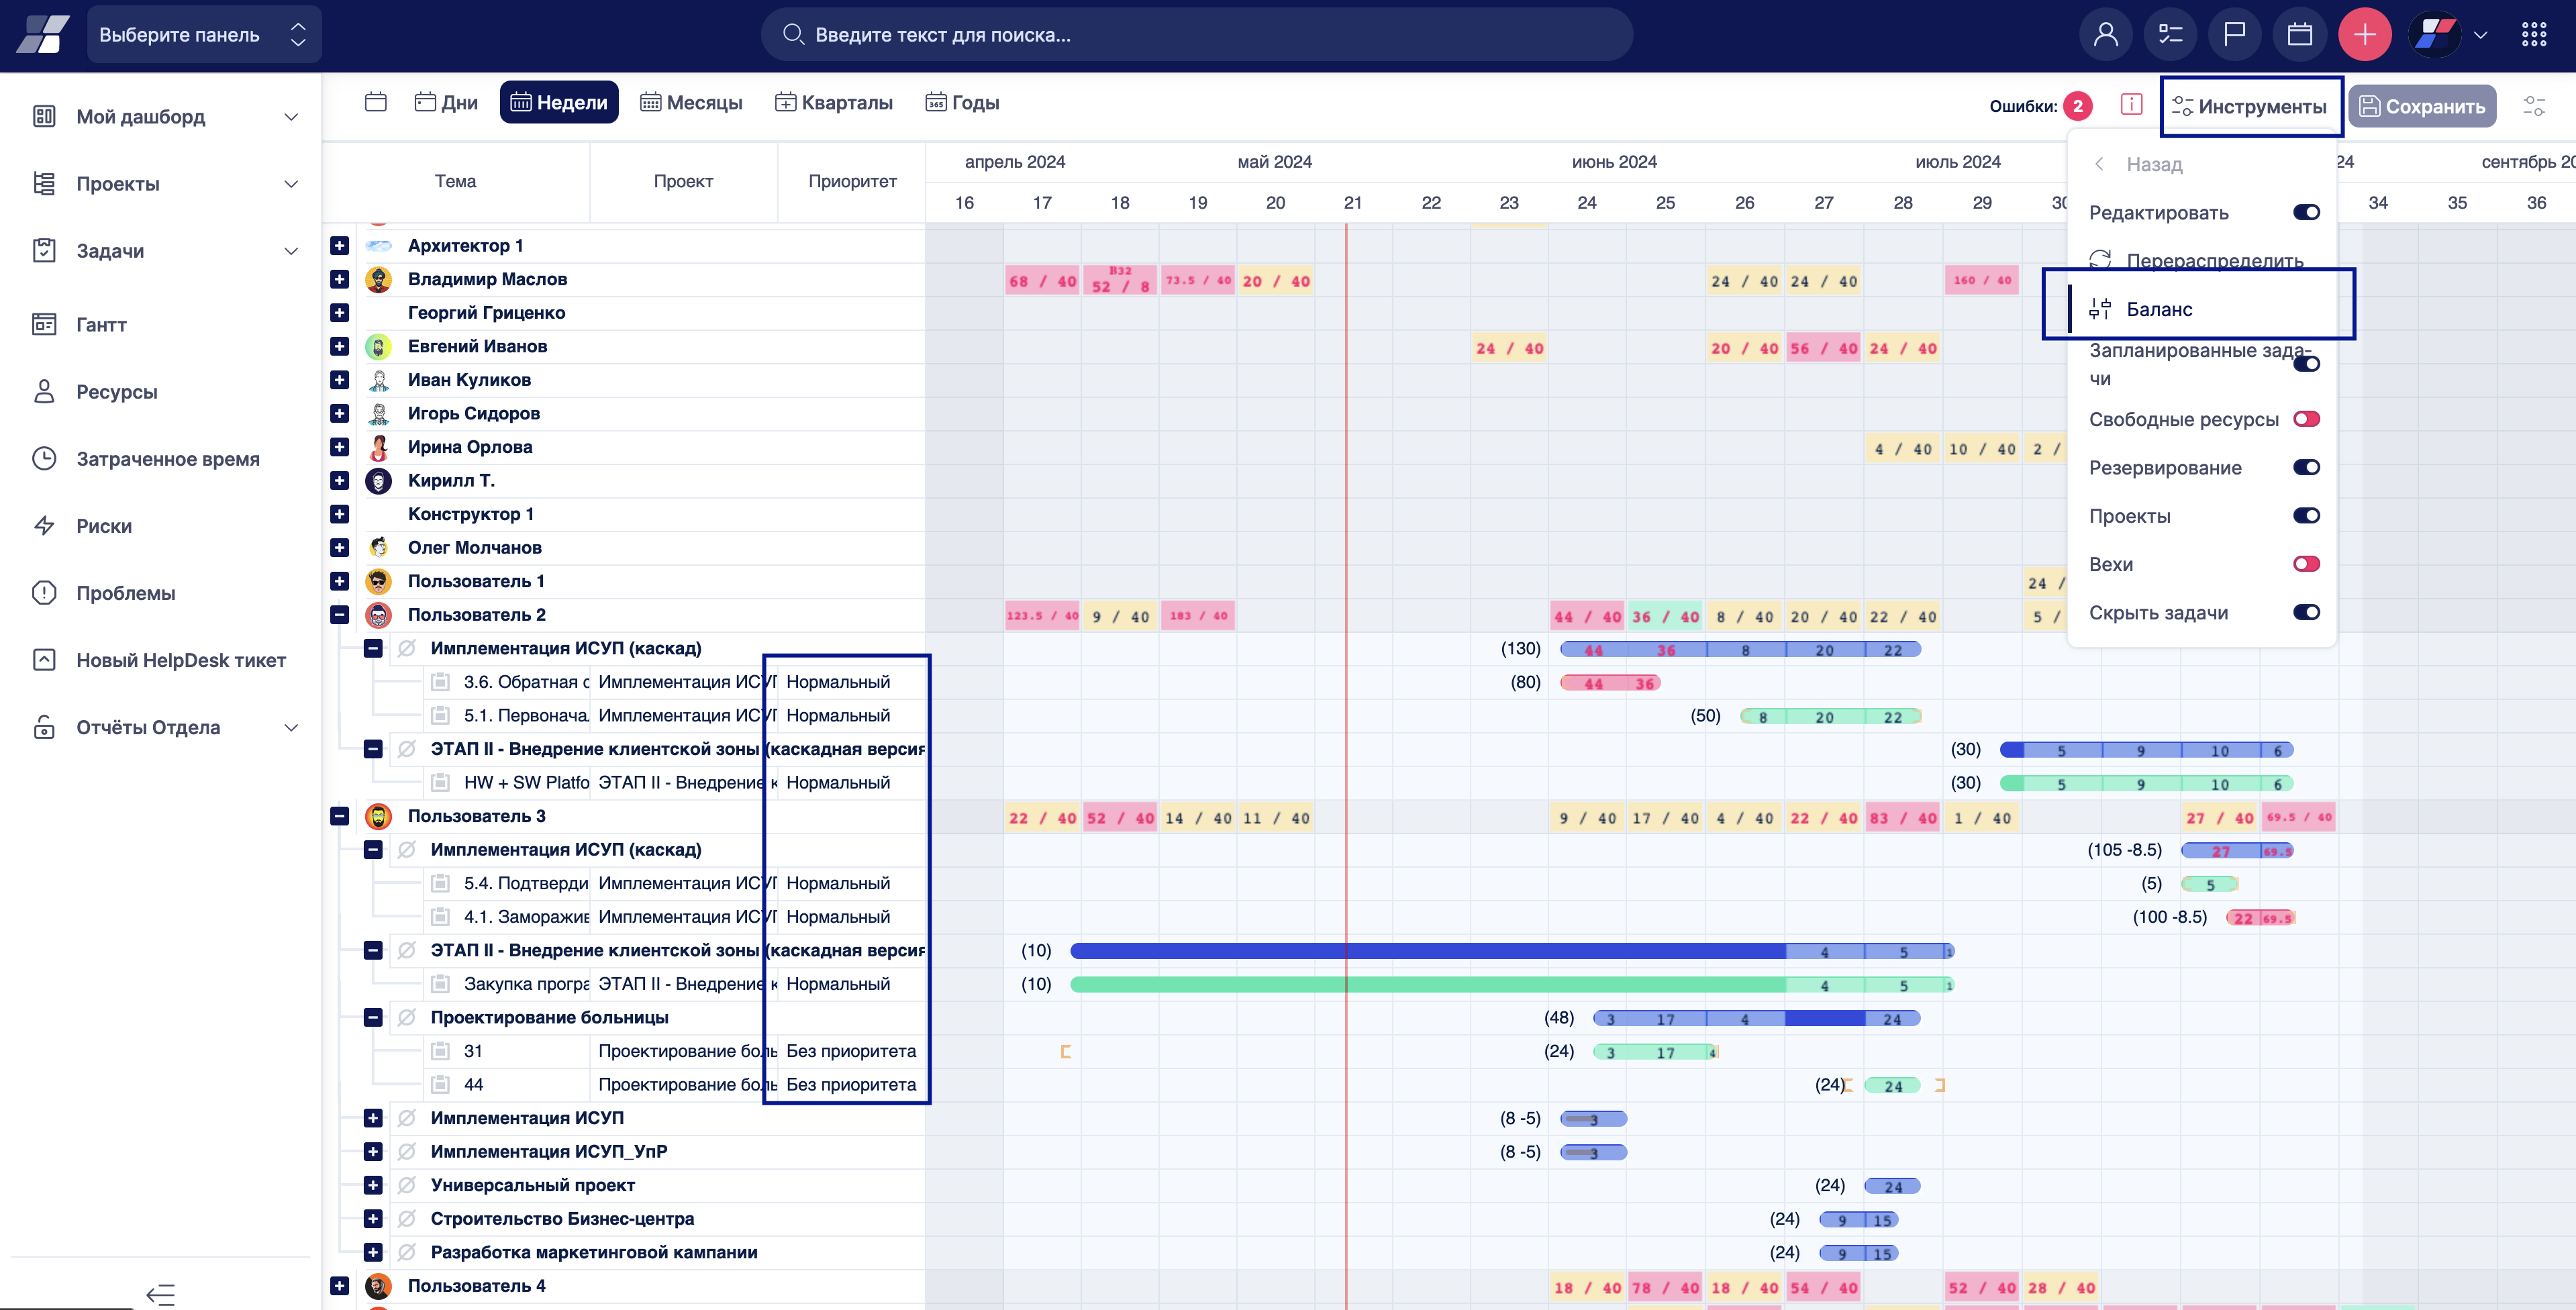 Выберите панель
Введите текст для поиска...
Мой дашборд
Проекты
Задачи
Гантт
Ресурсы
Затраченное время
Риски
Проблемы
Новый HelpDesk тикет
Отчёты Отдела
Дни Недели Месяцы Кварталы 365 Годы
Ошибки: 2 Инструменты Сохранить
Назад
Редактировать
Перераспределить
Баланс
Запланированные зада-
чи
Свободные ресурсы
Резервирование
Проекты
Вехи
Скрыть задачи
Тема Проект Приоритет апрель 2024 май 2024 июнь 2024 июль 2024 24 сентябрь 20
16 17 18 19 20 21 22 23 24 25 26 27 28 29 30 34 35 36
Архитектор 1
Владимир Маслов 68 / 40 В32 52 / 8 73.5 / 40 20 / 40 24 / 40 24 / 40 160 / 40
Георгий Гриценко
Евгений Иванов 24 / 40 20 / 40 56 / 40 24 / 40
Иван Куликов
Игорь Сидоров
Ирина Орлова 4 / 40 10 / 40 2 /
Кирилл Т.
Конструктор 1
Олег Молчанов
Пользователь 1 24 /
Пользователь 2 123.5 / 40 9 / 40 183 / 40 44 / 40 36 / 40 8 / 40 20 / 40 22 / 40 5 /
Имплементация ИСУП (каскад) (130) 44 36 8 20 22
3.6. Обратная с Имплементация ИСУП Нормальный (80) 44 36
5.1. Первонача. Имплементация ИСУП Нормальный (50) 8 20 22
ЭТАП II - Внедрение клиентской зоны (каскадная версия (30) 5 9 10 6
HW + SW Platfo ЭТАП II - Внедрение к Нормальный (30) 5 9 10 6
Пользователь 3 22 / 40 52 / 40 14 / 40 11 / 40 9 / 40 17 / 40 4 / 40 22 / 40 83 / 40 1 / 40 27 / 40 69.5 / 40
Имплементация ИСУП (каскад) (105 -8.5) 27 69.5
5.4. Подтверди Имплементация ИСУП Нормальный (5) 5
4.1. Заморажив Имплементация ИСУП Нормальный (100 -8.5) 22 69.5
ЭТАП II - Внедрение клиентской зоны (каскадная версия (10) 4 5 1
Закупка програ ЭТАП II - Внедрение к Нормальный (10) 4 5 1
Проектирование больницы (48) 3 17 4 24
31 Проектирование боль Без приоритета (24) 3 17 4
44 Проектирование боль Без приоритета (24) 24
Имплементация ИСУП (8 -5) 3
Имплементация ИСУП_УпР (8 -5) 3
Универсальный проект (24) 24
Строительство Бизнес-центра (24) 9 15
Разработка маркетинговой кампании (24) 9 15
Пользователь 4 18 / 40 78 / 40 18 / 40 54 / 40 52 / 40 28 / 40